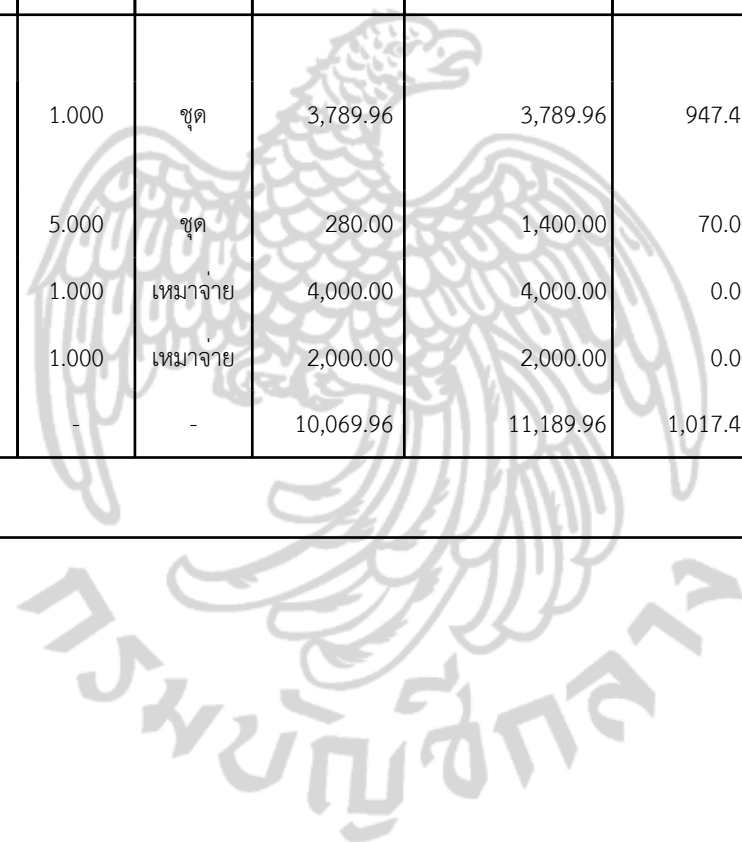 1.000 ชุด 3,789.96 3,789.96 947.4
5.000 ชุด 280.00 1,400.00 70.0
1.000 เหมาจ่าย 4,000.00 4,000.00 0.0
1.000 เหมาจ่าย 2,000.00 2,000.00 0.0
- - 10,069.96 11,189.96 1,017.4
กรมบัญชีกลาง